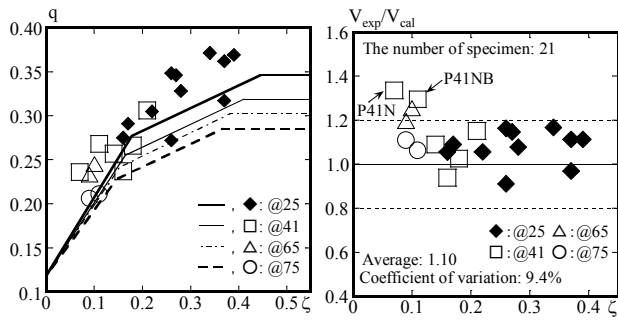 q
0.40
0.35
0.30
0.25
0.20
0.15
0.1
0 0.1 0.2 0.3 0.4 ζ
, ◆: @25
, □: @41
, △: @65
, ○: @75
Vexp/Vcal
The number of specimen: 21
P41NB
P41N
1.6
1.4
1.2
1.0
0.8
0.6
0.4
0 0.1 0.2 0.3 0.4 ζ
◆:@25 △:@65
□:@41 ○:@75
Average: 1.10
Coefficient of variation: 9.4%